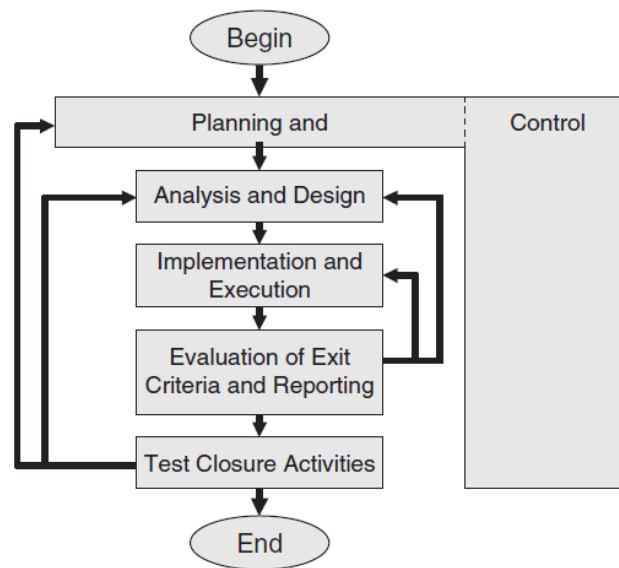 Begin
Planning and
Control
Analysis and Design
Implementation and
Execution
Evaluation of Exit
Criteria and Reporting
Test Closure Activities
End